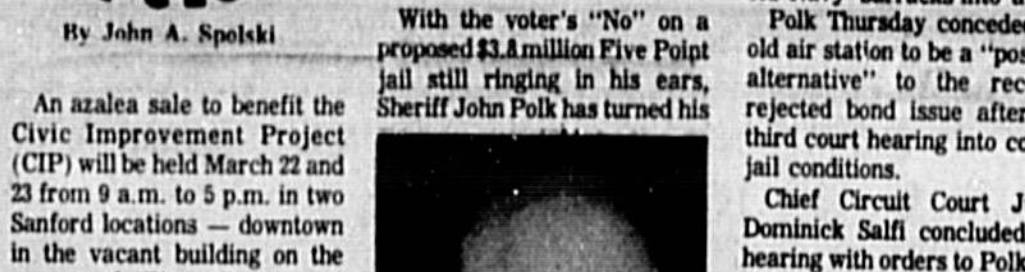 By John A. Spolski
An azalea sale to benefit the
Civic Improvement Project
(CIP) will be held March 22 and
23 from 9 a.m. to 5 p.m. in two
Sanford locations — downtown
in the vacant building on the
With the voter's "No" on a
proposed $3.8 million Five Point
jail still ringing in his ears,
Sheriff John Polk has turned his
Polk Thursday conceded
old air station to be a "pos
alternative" to the rec
rejected bond issue after
third court hearing into co
jail conditions.
Chief Circuit Court J
Dominick Salfi concluded
hearing with orders to Polk